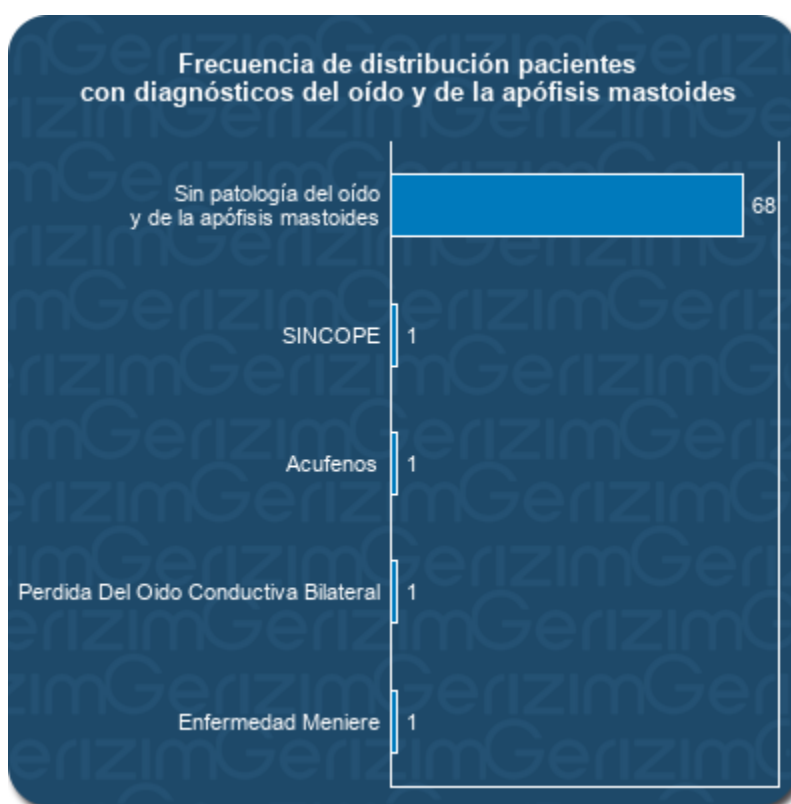 Frecuencia de distribución pacientes
con diagnósticos del oído y de la apófisis mastoides
Sin patología del oído
y de la apófisis mastoides
68
SINCOPE
1
Acufenos
1
Perdida Del Oido Conductiva Bilateral
1
Enfermedad Meniere
1
Gerizim